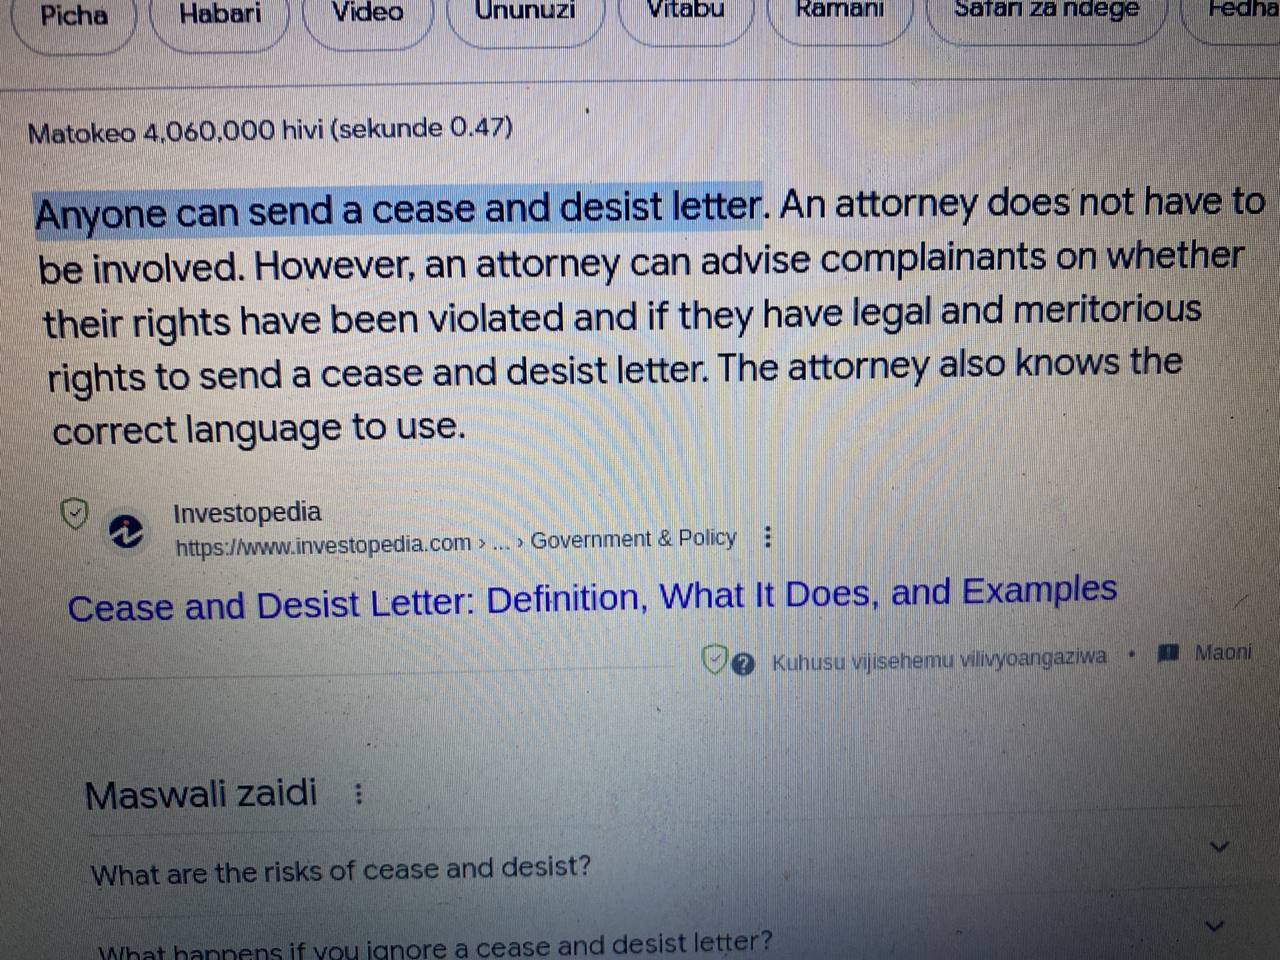 Picha Habari Video Ununuzi Vitabu Ramani Safari za ndege Fedha
Matokeo 4,060,000 hivi (sekunde 0.47)
Anyone can send a cease and desist letter. An attorney does not have to
be involved. However, an attorney can advise complainants on whether
their rights have been violated and if they have legal and meritorious
rights to send a cease and desist letter. The attorney also knows the
correct language to use.
Investopedia
https://www.investopedia.com › ... › Government & Policy
Cease and Desist Letter: Definition, What It Does, and Examples
Kuhusu vijisehemu vilivyoangaziwa • Maoni
Maswali zaidi
What are the risks of cease and desist?
What happens if you ignore a cease and desist letter?